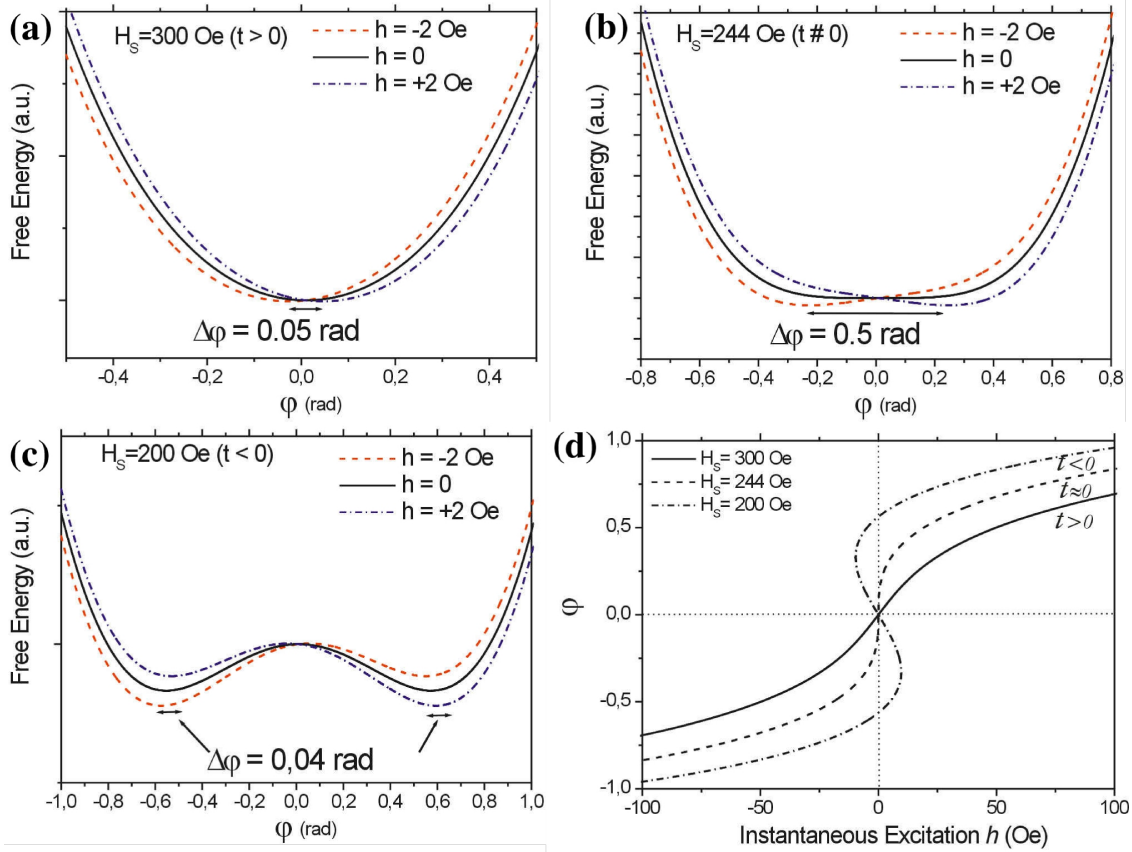 (a)
H_S=300 Oe (t > 0)
h = -2 Oe
h = 0
h = +2 Oe
Free Energy (a.u.)
Δφ = 0.05 rad
-0,4 -0,2 0,0 0,2 0,4
φ (rad)
(b)
H_S=244 Oe (t # 0)
h = -2 Oe
h = 0
h = +2 Oe
Free Energy (a.u.)
Δφ = 0.5 rad
-0,8 -0,6 -0,4 -0,2 0,0 0,2 0,4 0,6 0,8
φ (rad)
(c)
H_S=200 Oe (t < 0)
h = -2 Oe
h = 0
h = +2 Oe
Free Energy (a.u.)
Δφ = 0,04 rad
-1,0 -0,8 -0,6 -0,4 -0,2 0,0 0,2 0,4 0,6 0,8 1,0
φ (rad)
(d)
H_S= 300 Oe
H_S= 244 Oe
H_S= 200 Oe
t<0
t≈0
t>0
1,0
0,5
0,0
-0,5
-1,0
φ
-100 -50 0 50 100
Instantaneous Excitation h (Oe)